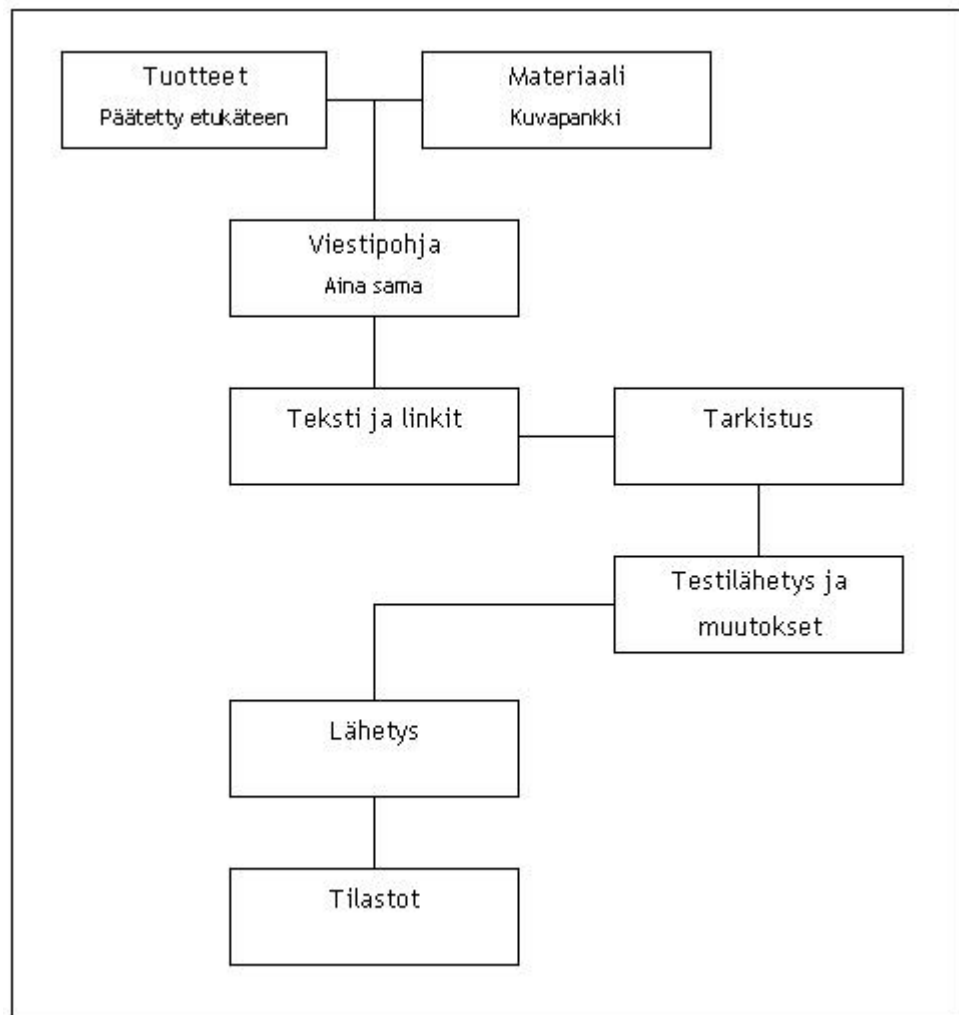 Tuotteet
Päätetty etukäteen
Materiaali
Kuvapankki
Viestipohja
Aina sama
Teksti ja linkit
Tarkistus
Testilähetys ja
muutokset
Lähetys
Tilastot